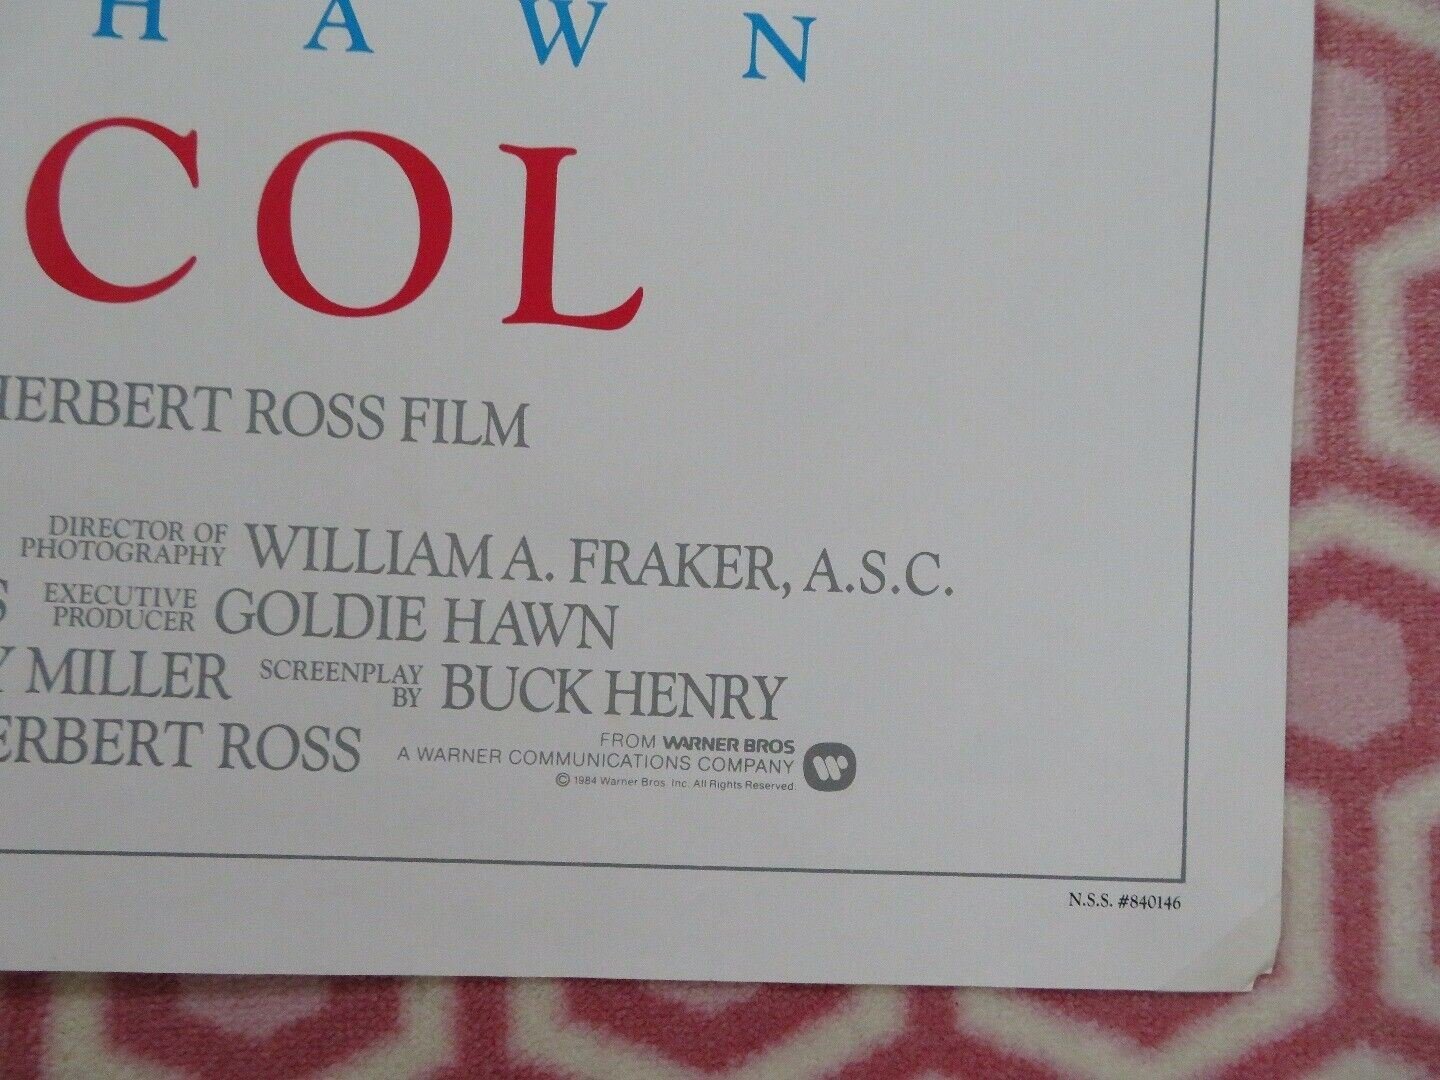 HAWN
COL
HERBERT ROSS FILM
DIRECTOR OF PHOTOGRAPHY WILLIAM A. FRAKER, A.S.C.
S EXECUTIVE PRODUCER GOLDIE HAWN
Y MILLER SCREENPLAY BY BUCK HENRY
ERBERT ROSS
FROM WARNER BROS
A WARNER COMMUNICATIONS COMPANY
© 1984 Warner Bros. Inc. All Rights Reserved.
N.S.S. #840146